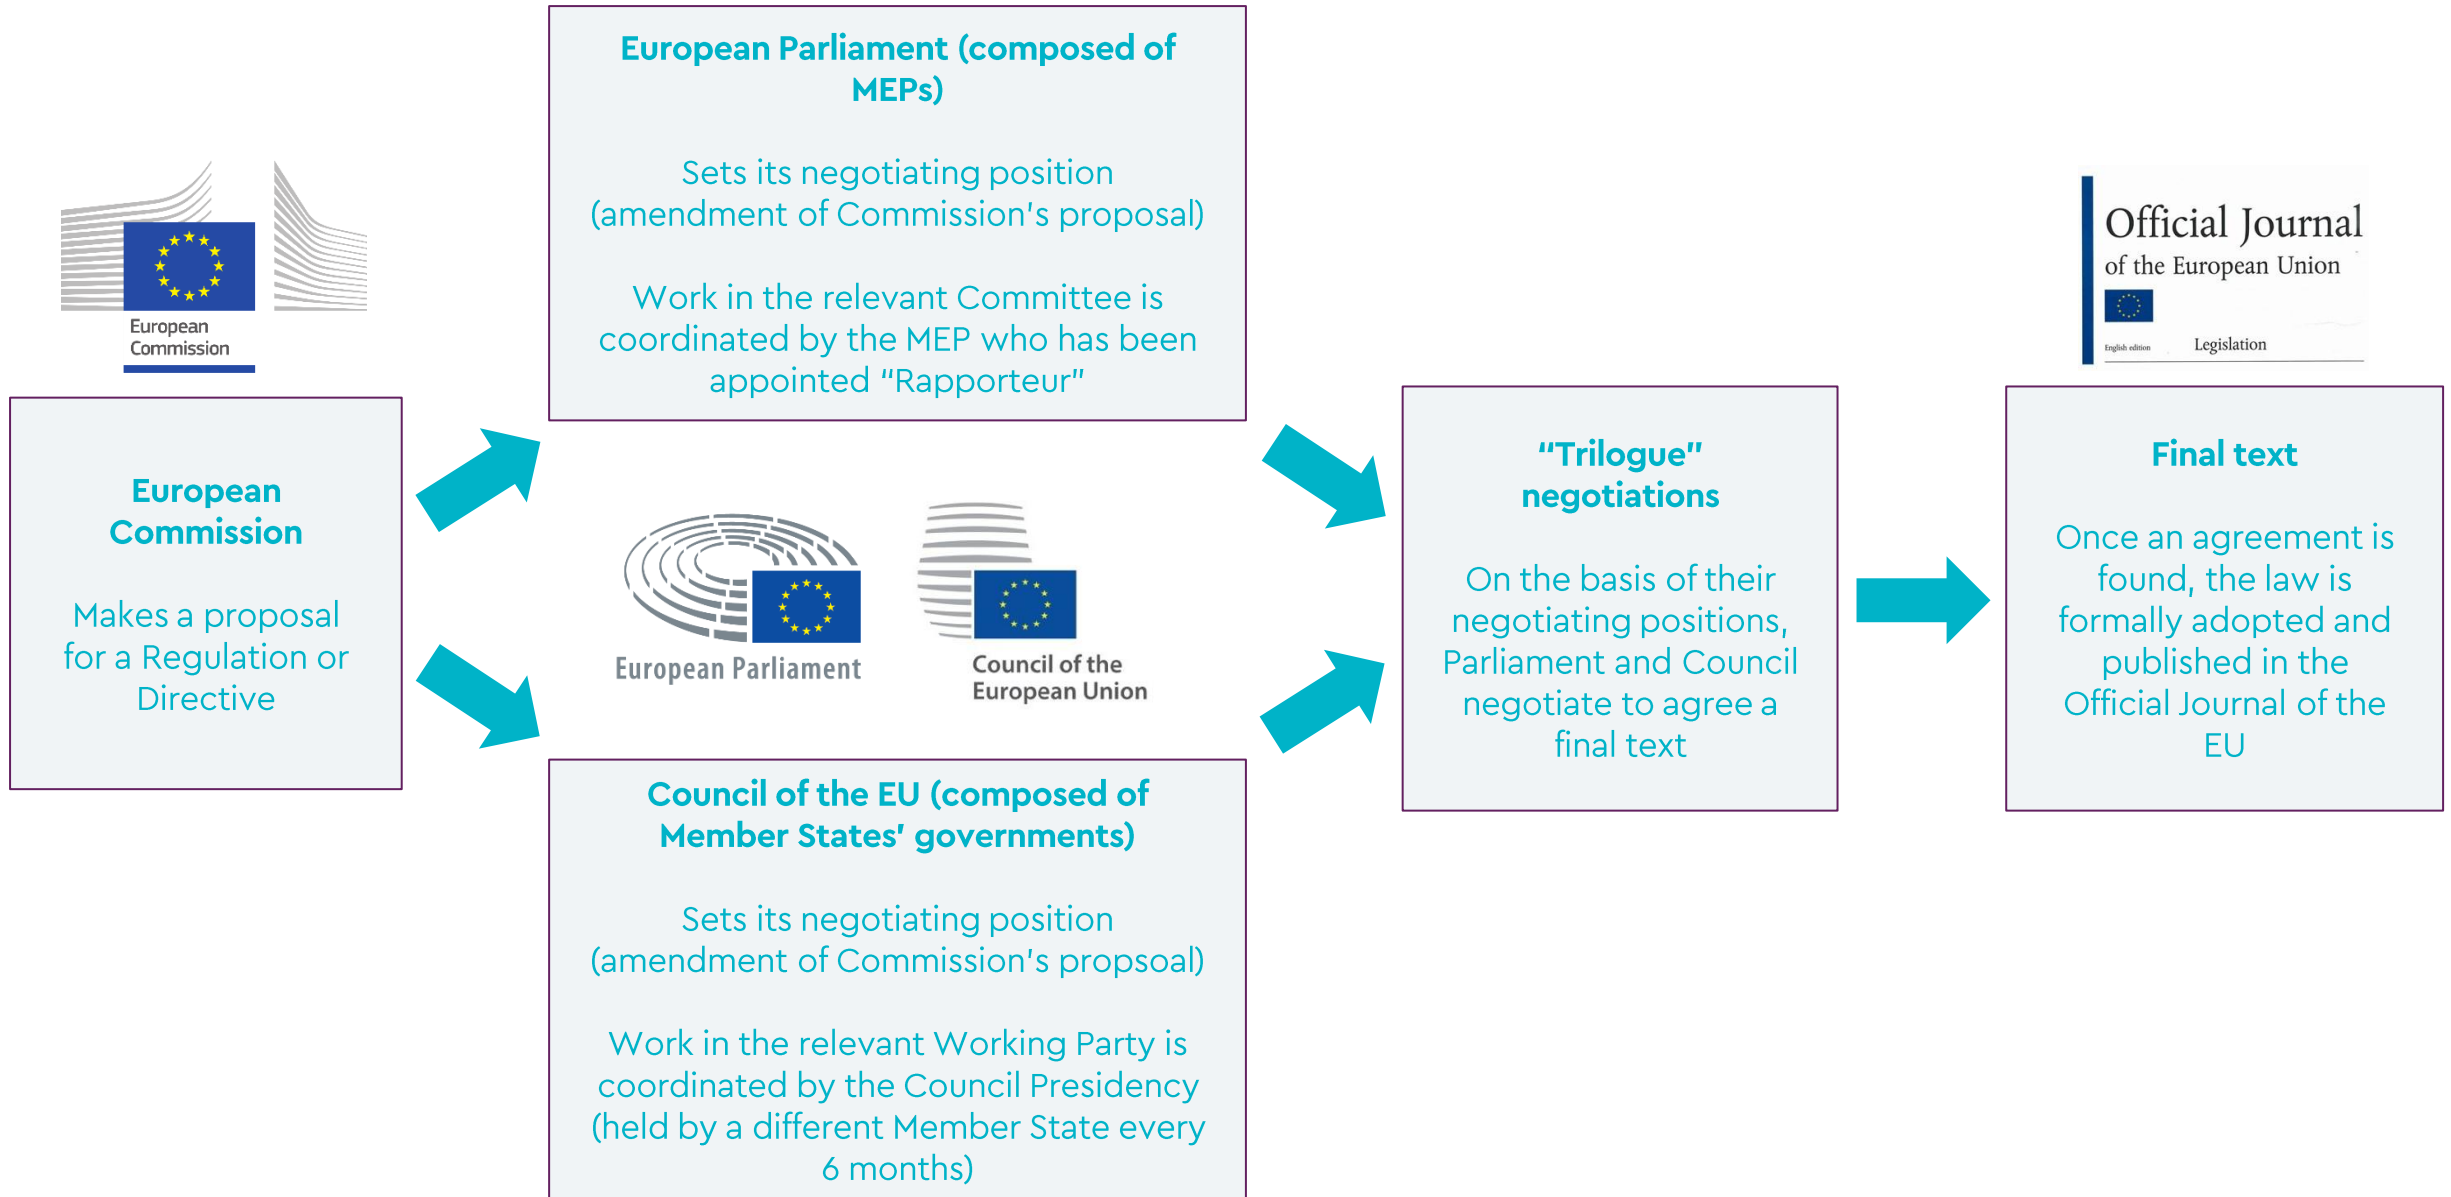 European
Commission
European
Commission
Makes a proposal
for a Regulation or
Directive
European Parliament (composed of
MEPs)
Sets its negotiating position
(amendment of Commission's proposal)
Work in the relevant Committee is
coordinated by the MEP who has been
appointed “Rapporteur”
European Parliament
Council of the
European Union
Council of the EU (composed of
Member States' governments)
Sets its negotiating position
(amendment of Commission's propsoal)
Work in the relevant Working Party is
coordinated by the Council Presidency
(held by a different Member State every
6 months)
“Trilogue”
negotiations
On the basis of their
negotiating positions,
Parliament and Council
negotiate to agree a
final text
Official Journal
of the European Union
English edition
Legislation
Final text
Once an agreement is
found, the law is
formally adopted and
published in the
Official Journal of the
EU